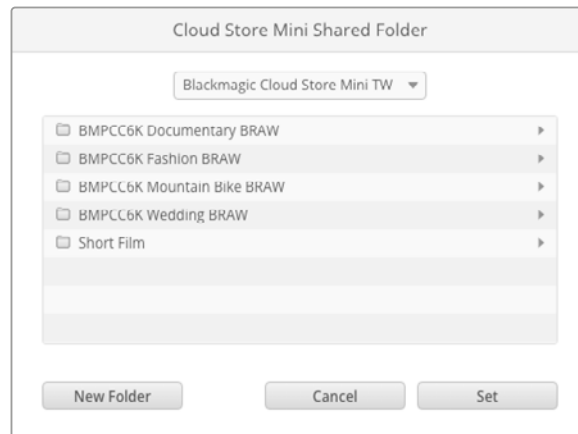 Cloud Store Mini Shared Folder
Blackmagic Cloud Store Mini TW
BMPCC6K Documentary BRAW
BMPCC6K Fashion BRAW
BMPCC6K Mountain Bike BRAW
BMPCC6K Wedding BRAW
Short Film
New Folder Cancel Set